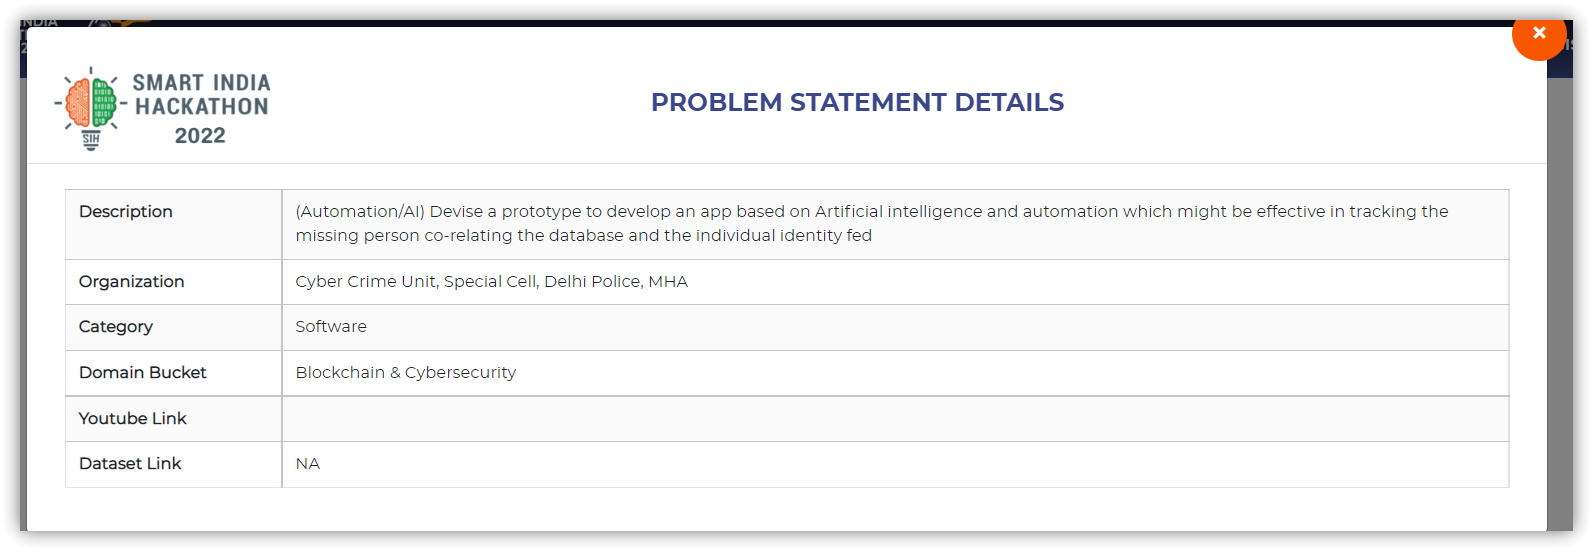 INDIA
SMART INDIA
HACKATHON
2022
SIH
PROBLEM STATEMENT DETAILS
Description
(Automation/AI) Devise a prototype to develop an app based on Artificial intelligence and automation which might be effective in tracking the
missing person co-relating the database and the individual identity fed
Organization
Cyber Crime Unit, Special Cell, Delhi Police, MHA
Category
Software
Domain Bucket
Blockchain & Cybersecurity
Youtube Link
Dataset Link
NA